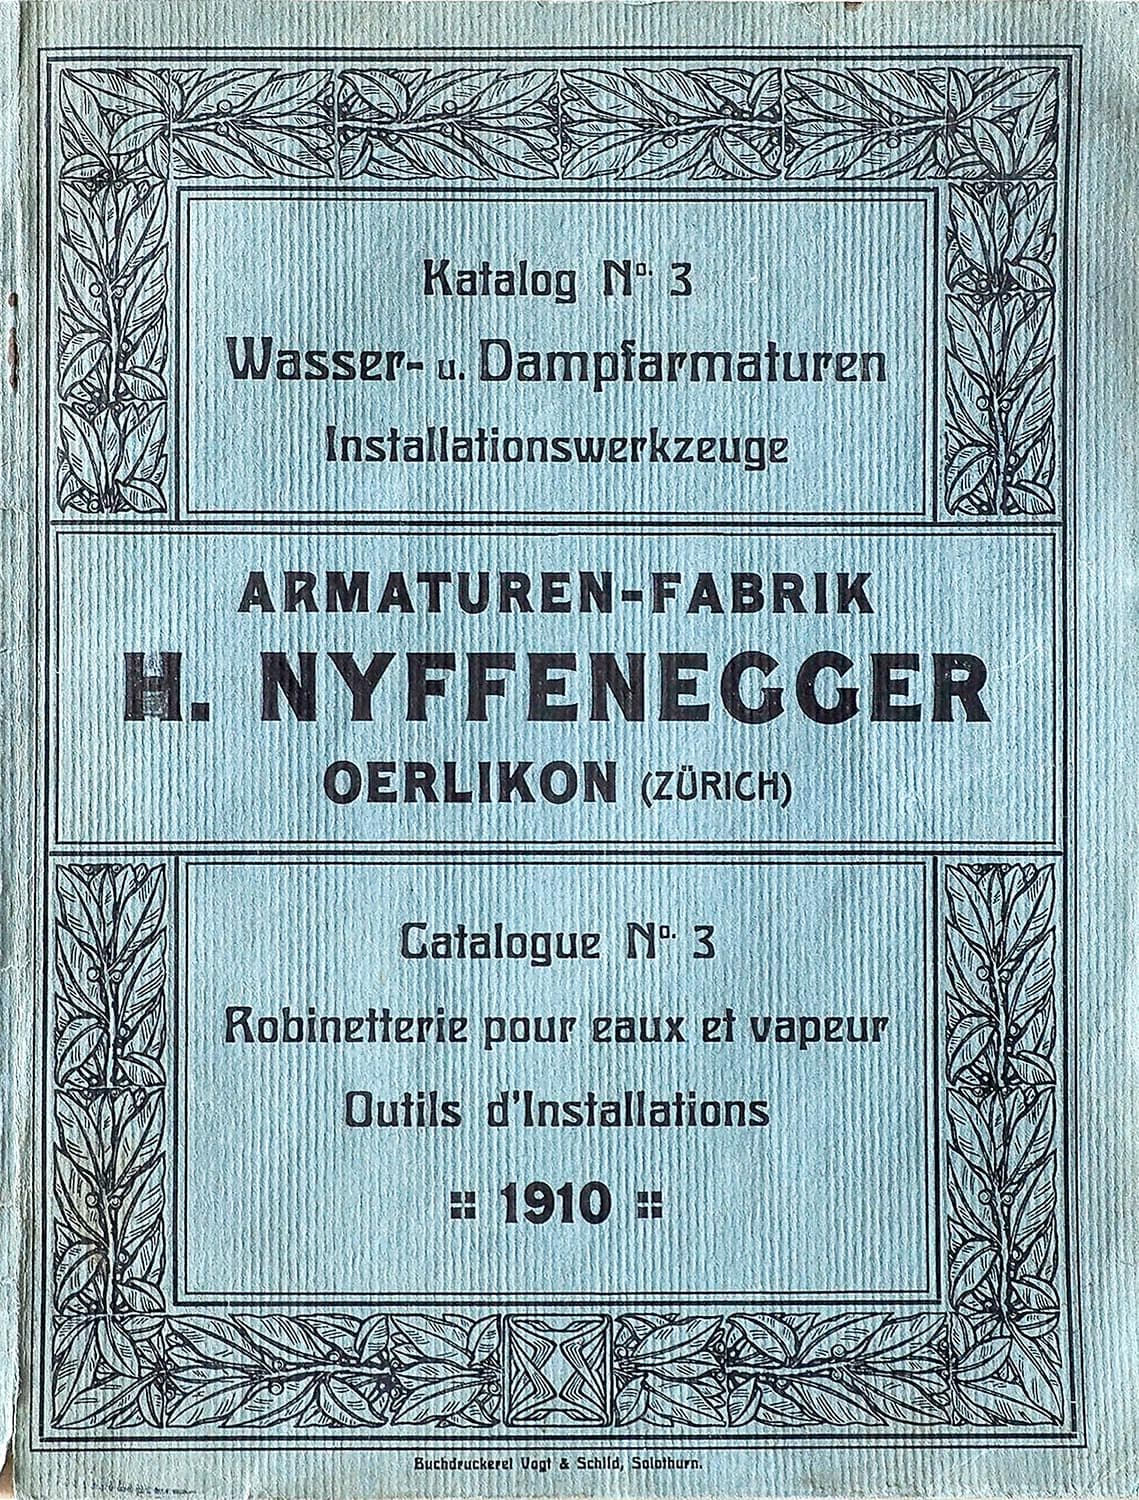 Katalog No. 3
Wasser- u. Dampfarmaturen
Installationswerkzeuge
ARMATUREN-FABRIK
H. NYFFENEGGER
OERLIKON (ZÜRICH)
Catalogue No. 3
Robinetterie pour eaux et vapeur
Outils d'Installations
1910
Buchdruckerei Vogt & Schild, Solothurn.